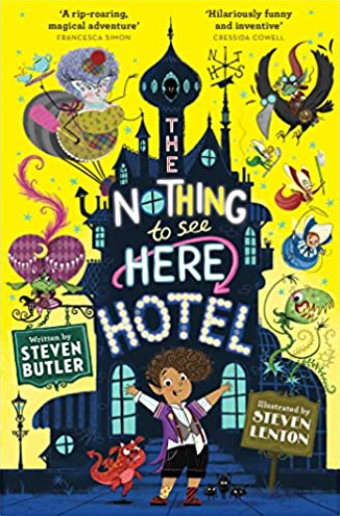 'A rip-roaring,
magical adventure'
FRANCESCA SIMON
'Hilariously funny
and inventive'
CRESSIDA COWELL
N
H T
S
THE
NOTHING
to see
HERE
HOTEL
Written by
STEVEN
BUTLER
Illustrated by
STEVEN
LENTON